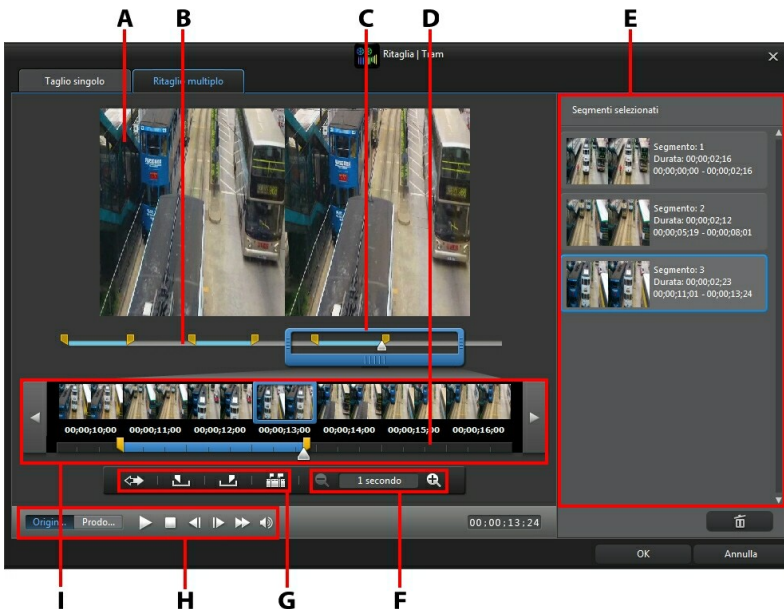 A B C D E
Ritaglia | Tram
Taglio singolo Ritaglio multiplo
Segmenti selezionati
Segmento: 1
Durata: 00;00;02;16
00;00;00;00 - 00;00;02;16
Segmento: 2
Durata: 00;00;02;12
00;00;05;19 - 00;00;08;01
Segmento: 3
Durata: 00;00;02;23
00;00;11;01 - 00;00;13;24
00;00;10;00 00;00;11;00 00;00;12;00 00;00;13;00 00;00;14;00 00;00;15;00 00;00;16;00
1 secondo
Origin... Prodo... 00;00;13;24
OK Annulla
I H G F